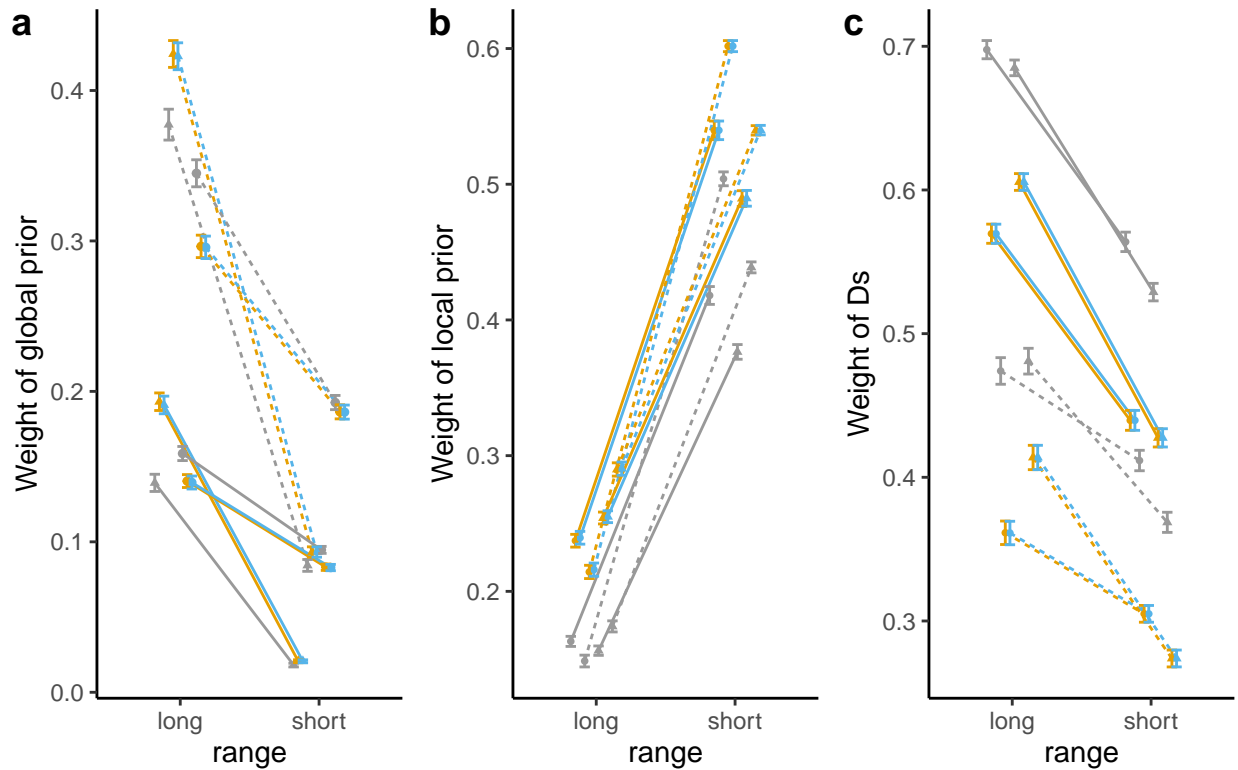 a
Weight of global prior
0.4
0.3
0.2
0.1
0.0
long short
range
b
Weight of local prior
0.6
0.5
0.4
0.3
0.2
long short
range
c
Weight of Ds
0.7
0.6
0.5
0.4
0.3
long short
range